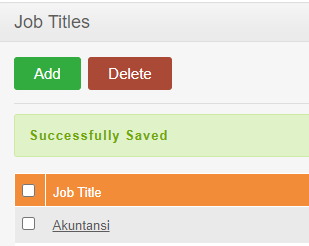 Job Titles
Add Delete
Successfully Saved
Job Title
Akuntansi